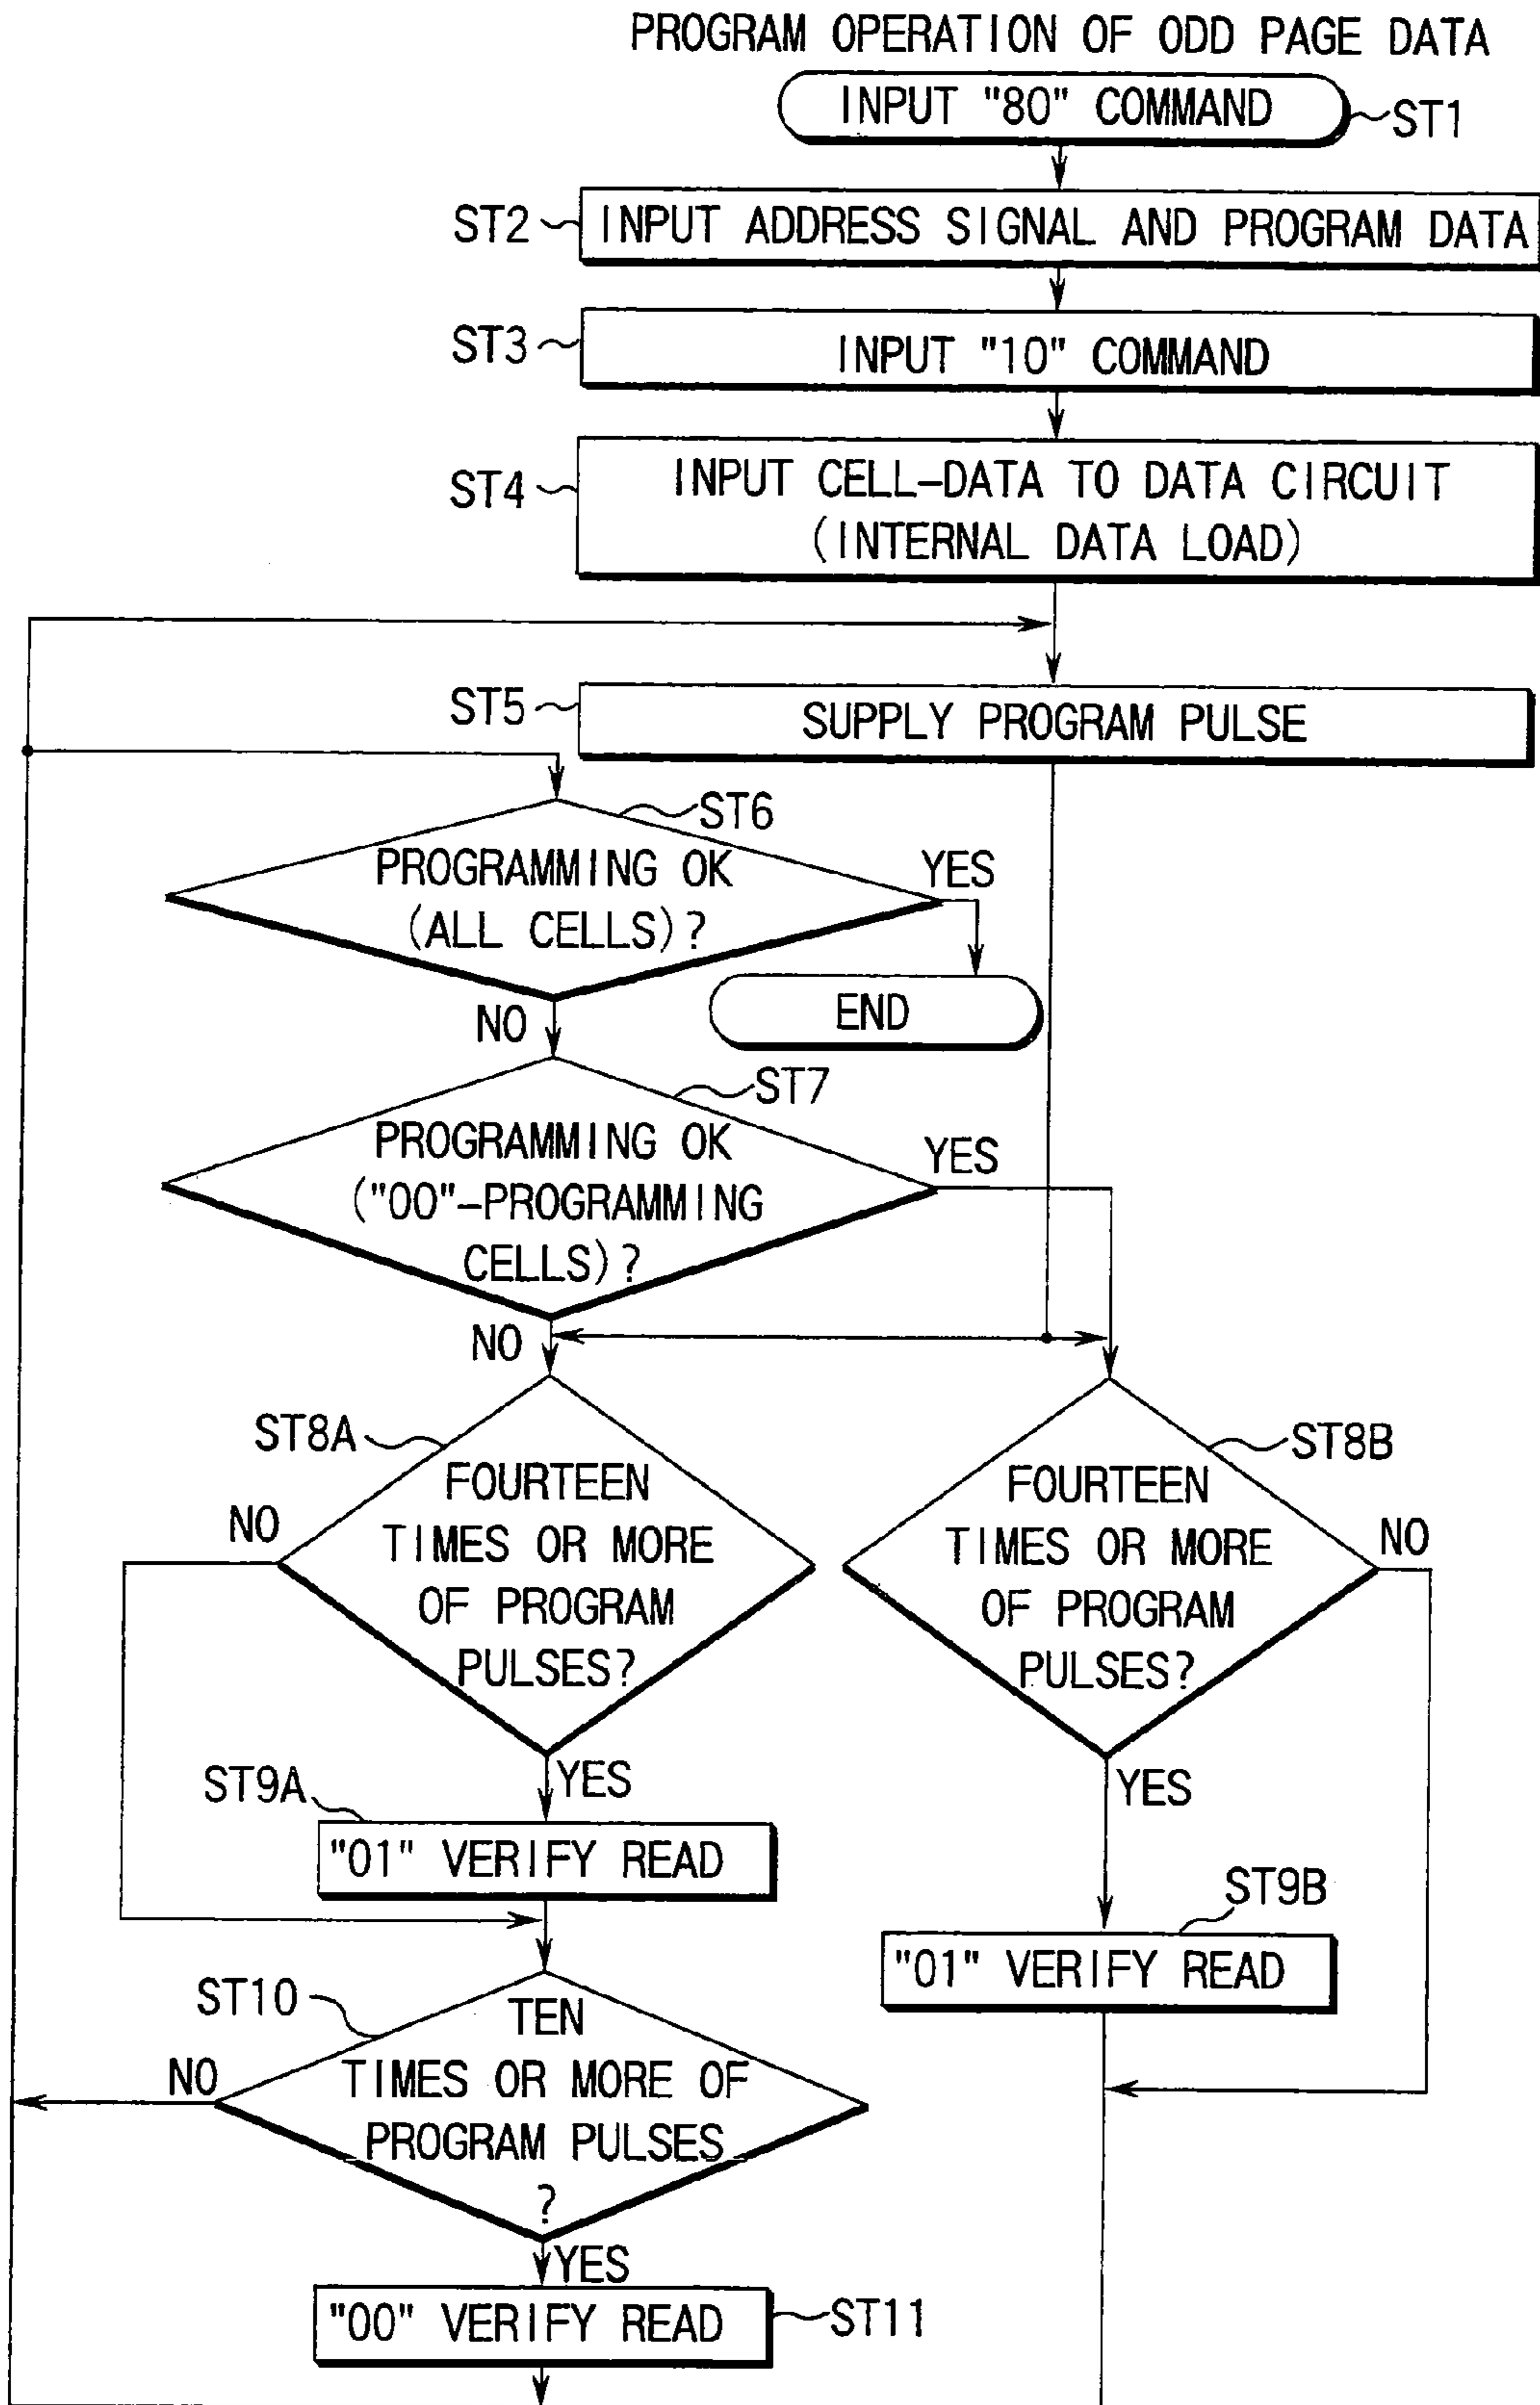 PROGRAM OPERATION OF ODD PAGE DATA
INPUT "80" COMMAND
ST1
ST2
INPUT ADDRESS SIGNAL AND PROGRAM DATA
ST3
INPUT "10" COMMAND
ST4
INPUT CELL-DATA TO DATA CIRCUIT
(INTERNAL DATA LOAD)
ST5
SUPPLY PROGRAM PULSE
ST6
PROGRAMMING OK
(ALL CELLS)?
YES
END
NO
ST7
PROGRAMMING OK
("00"-PROGRAMMING
CELLS)?
YES
NO
ST8A
FOURTEEN
TIMES OR MORE
OF PROGRAM
PULSES?
NO
YES
ST8B
FOURTEEN
TIMES OR MORE
OF PROGRAM
PULSES?
NO
YES
ST9A
"01" VERIFY READ
ST9B
"01" VERIFY READ
ST10
TEN
TIMES OR MORE OF
PROGRAM PULSES
?
NO
YES
"00" VERIFY READ
ST11